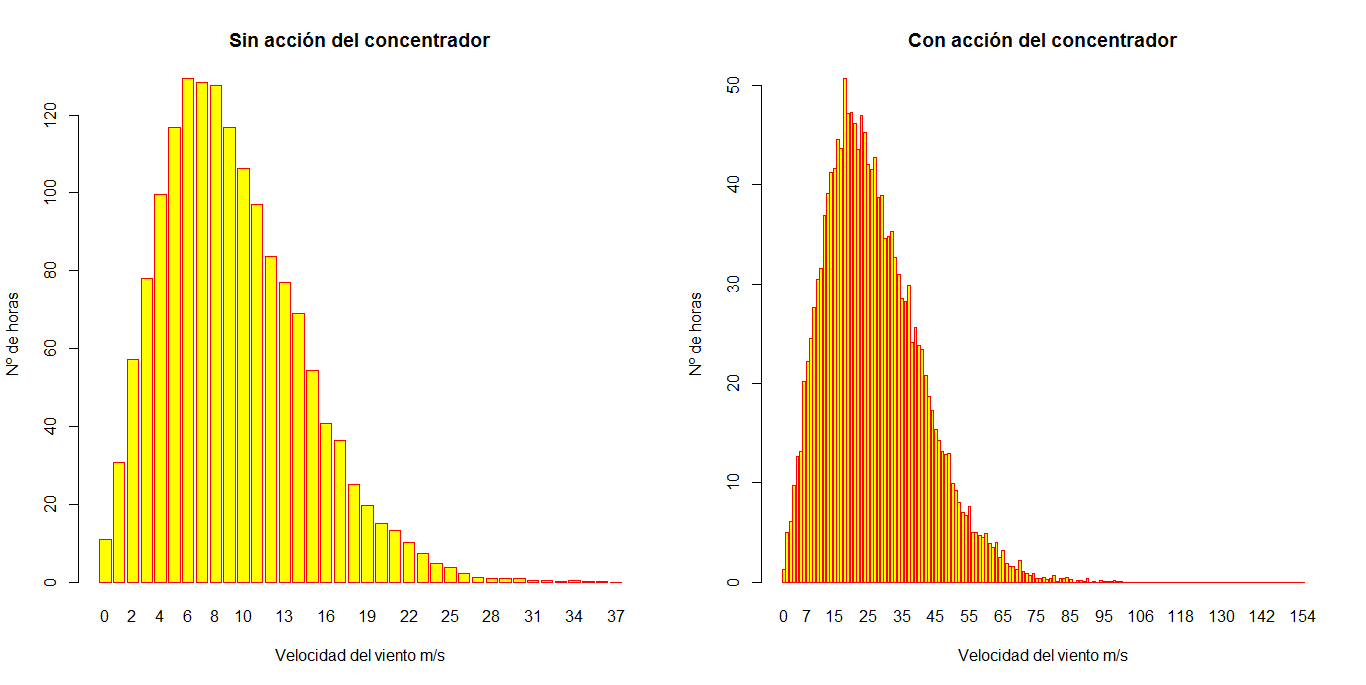 Sin acción del concentrador
Nº de horas
0 20 40 60 80 100 120
0 2 4 6 8 10 13 16 19 22 25 28 31 34 37
Velocidad del viento m/s
Con acción del concentrador
Nº de horas
0 10 20 30 40 50
0 7 15 25 35 45 55 65 75 85 95 106 118 130 142 154
Velocidad del viento m/s